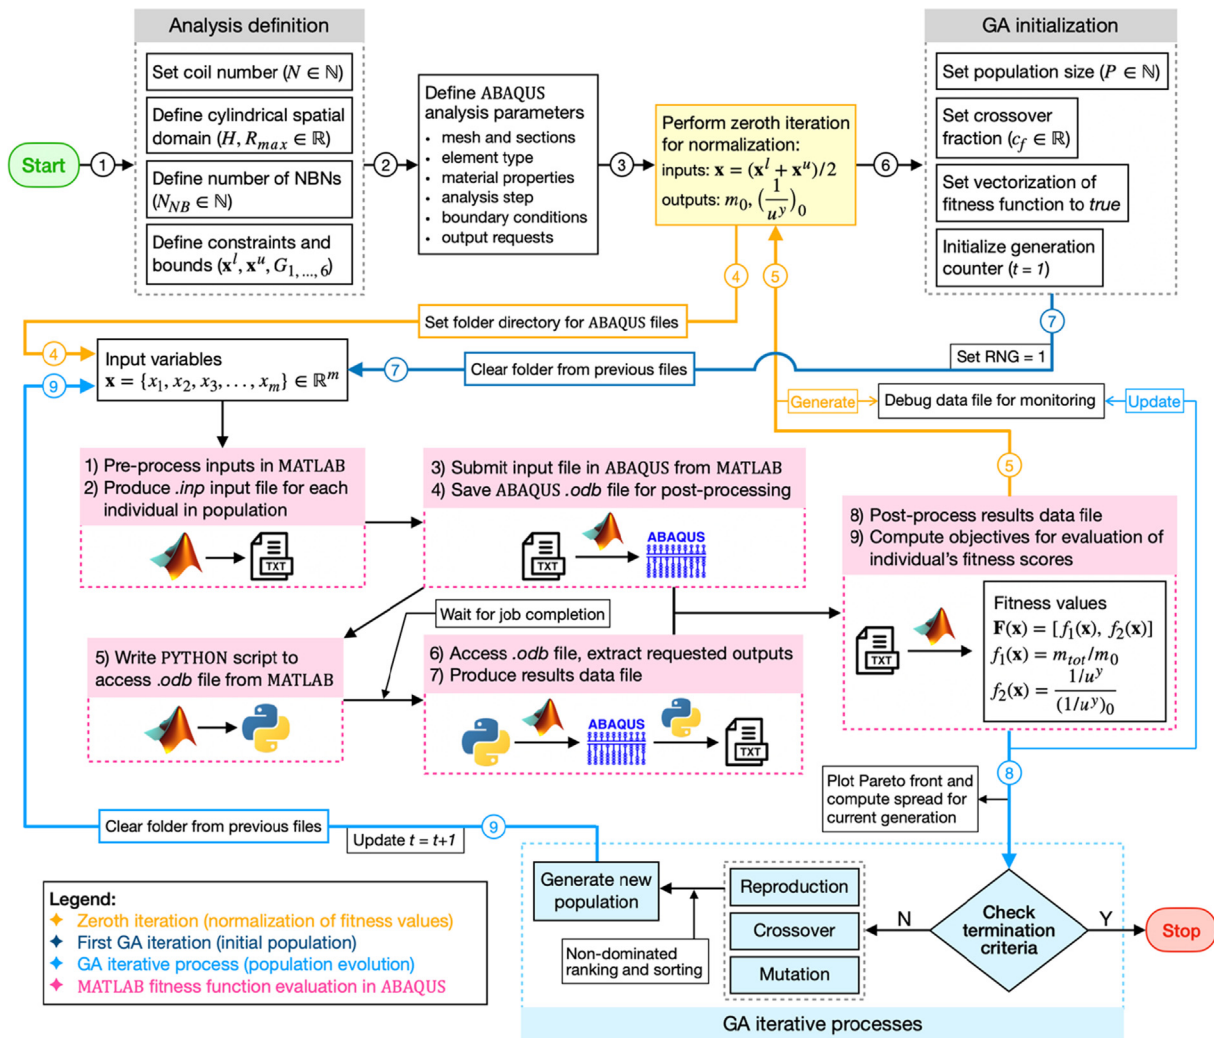 Analysis definition
Set coil number (N ∈ ℕ)
Define cylindrical spatial
domain (H, R_max ∈ ℝ)
Define number of NBNs
(N_NB ∈ ℕ)
Define constraints and
bounds (x^l, x^u, G_1,...,6)
Start
1
2
Define ABAQUS
analysis parameters
• mesh and sections
• element type
• material properties
• analysis step
• boundary conditions
• output requests
3
Perform zeroth iteration
for normalization:
inputs: x = (x^l + x^u)/2
outputs: m_0, (1/u^y)_0
6
GA initialization
Set population size (P ∈ ℕ)
Set crossover
fraction (c_f ∈ ℝ)
Set vectorization of
fitness function to true
Initialize generation
counter (t = 1)
4
5
7
Set folder directory for ABAQUS files
Set RNG = 1
4
9
Input variables
x = {x_1, x_2, x_3, . . . , x_m} ∈ ℝ^m
7
Clear folder from previous files
Generate
Debug data file for monitoring
Update
5
1) Pre-process inputs in MATLAB
2) Produce .inp input file for each
individual in population
TXT
3) Submit input file in ABAQUS from MATLAB
4) Save ABAQUS .odb file for post-processing
TXT
ABAQUS
8) Post-process results data file
9) Compute objectives for evaluation of
individual's fitness scores
TXT
Fitness values
F(x) = [f_1(x), f_2(x)]
f_1(x) = m_tot/m_0
f_2(x) = (1/u^y)/(1/u^y)_0
Wait for job completion
5) Write PYTHON script to
access .odb file from MATLAB
6) Access .odb file, extract requested outputs
7) Produce results data file
ABAQUS
TXT
8
Plot Pareto front and
compute spread for
current generation
Clear folder from previous files
Update t = t+1
9
Generate new
population
Non-dominated
ranking and sorting
Reproduction
Crossover
Mutation
N
Check
termination
criteria
Y
Stop
GA iterative processes
Legend:
Zeroth iteration (normalization of fitness values)
First GA iteration (initial population)
GA iterative process (population evolution)
MATLAB fitness function evaluation in ABAQUS